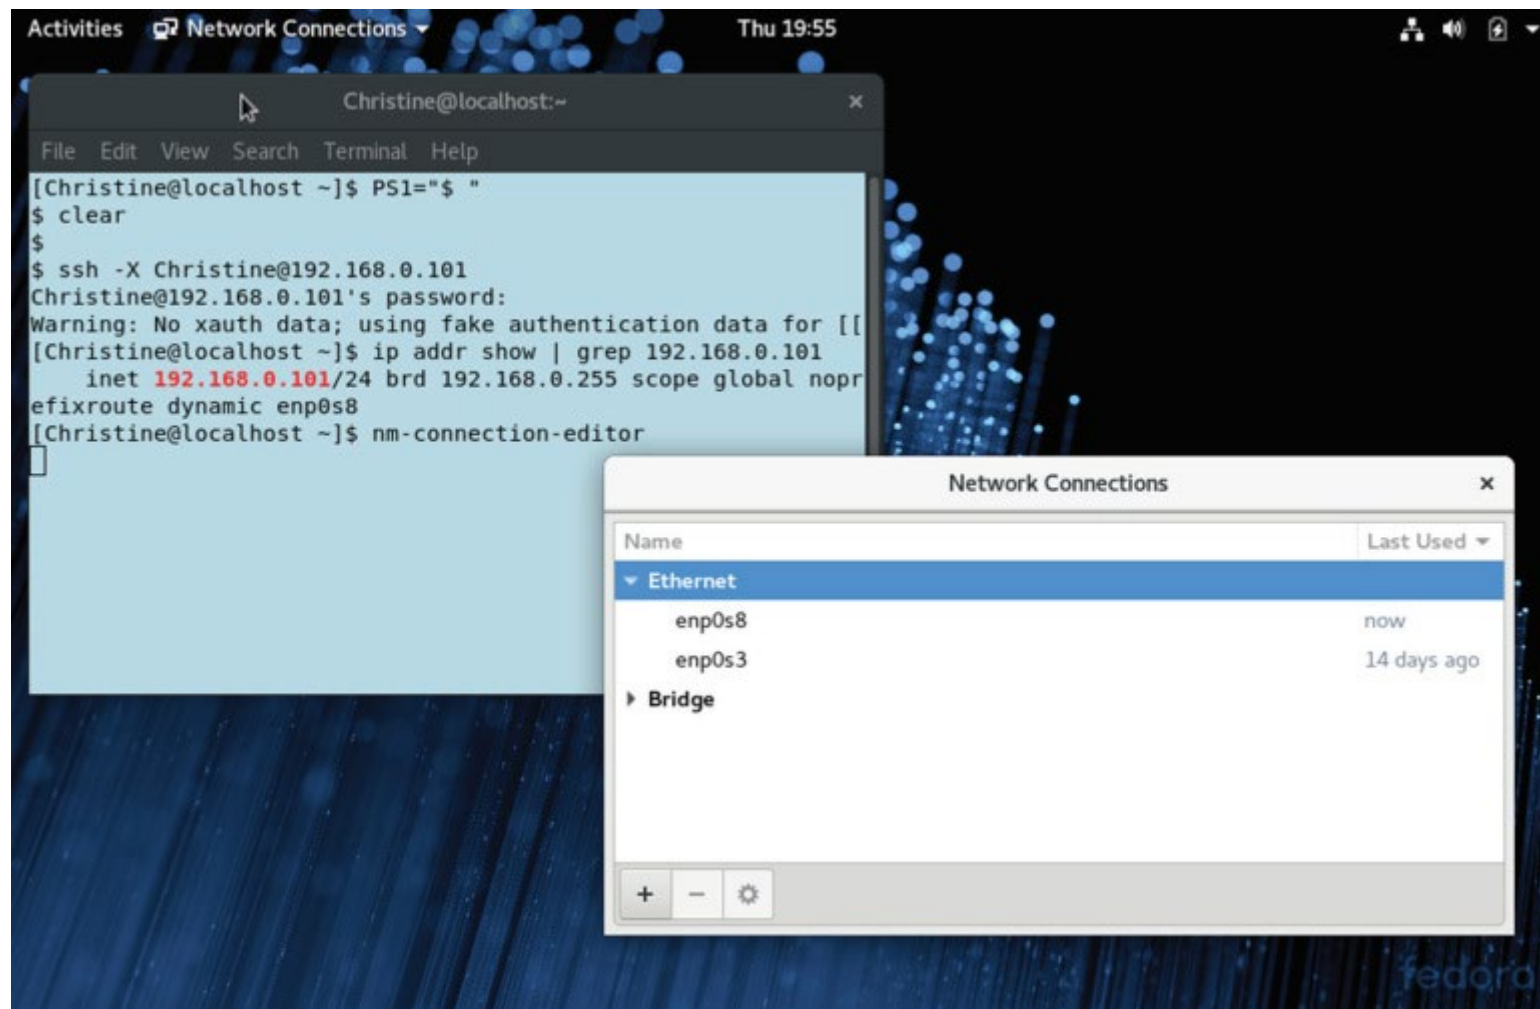 Activities Network Connections Thu 19:55
Christine@localhost:~
File Edit View Search Terminal Help
[Christine@localhost ~]$ PS1="$ "
$ clear
$
$ ssh -X Christine@192.168.0.101
Christine@192.168.0.101's password:
Warning: No xauth data; using fake authentication data for [[
[Christine@localhost ~]$ ip addr show | grep 192.168.0.101
inet 192.168.0.101/24 brd 192.168.0.255 scope global nopr
efixroute dynamic enp0s8
[Christine@localhost ~]$ nm-connection-editor
Network Connections
Name Last Used
Ethernet
enp0s8 now
enp0s3 14 days ago
Bridge
fedora